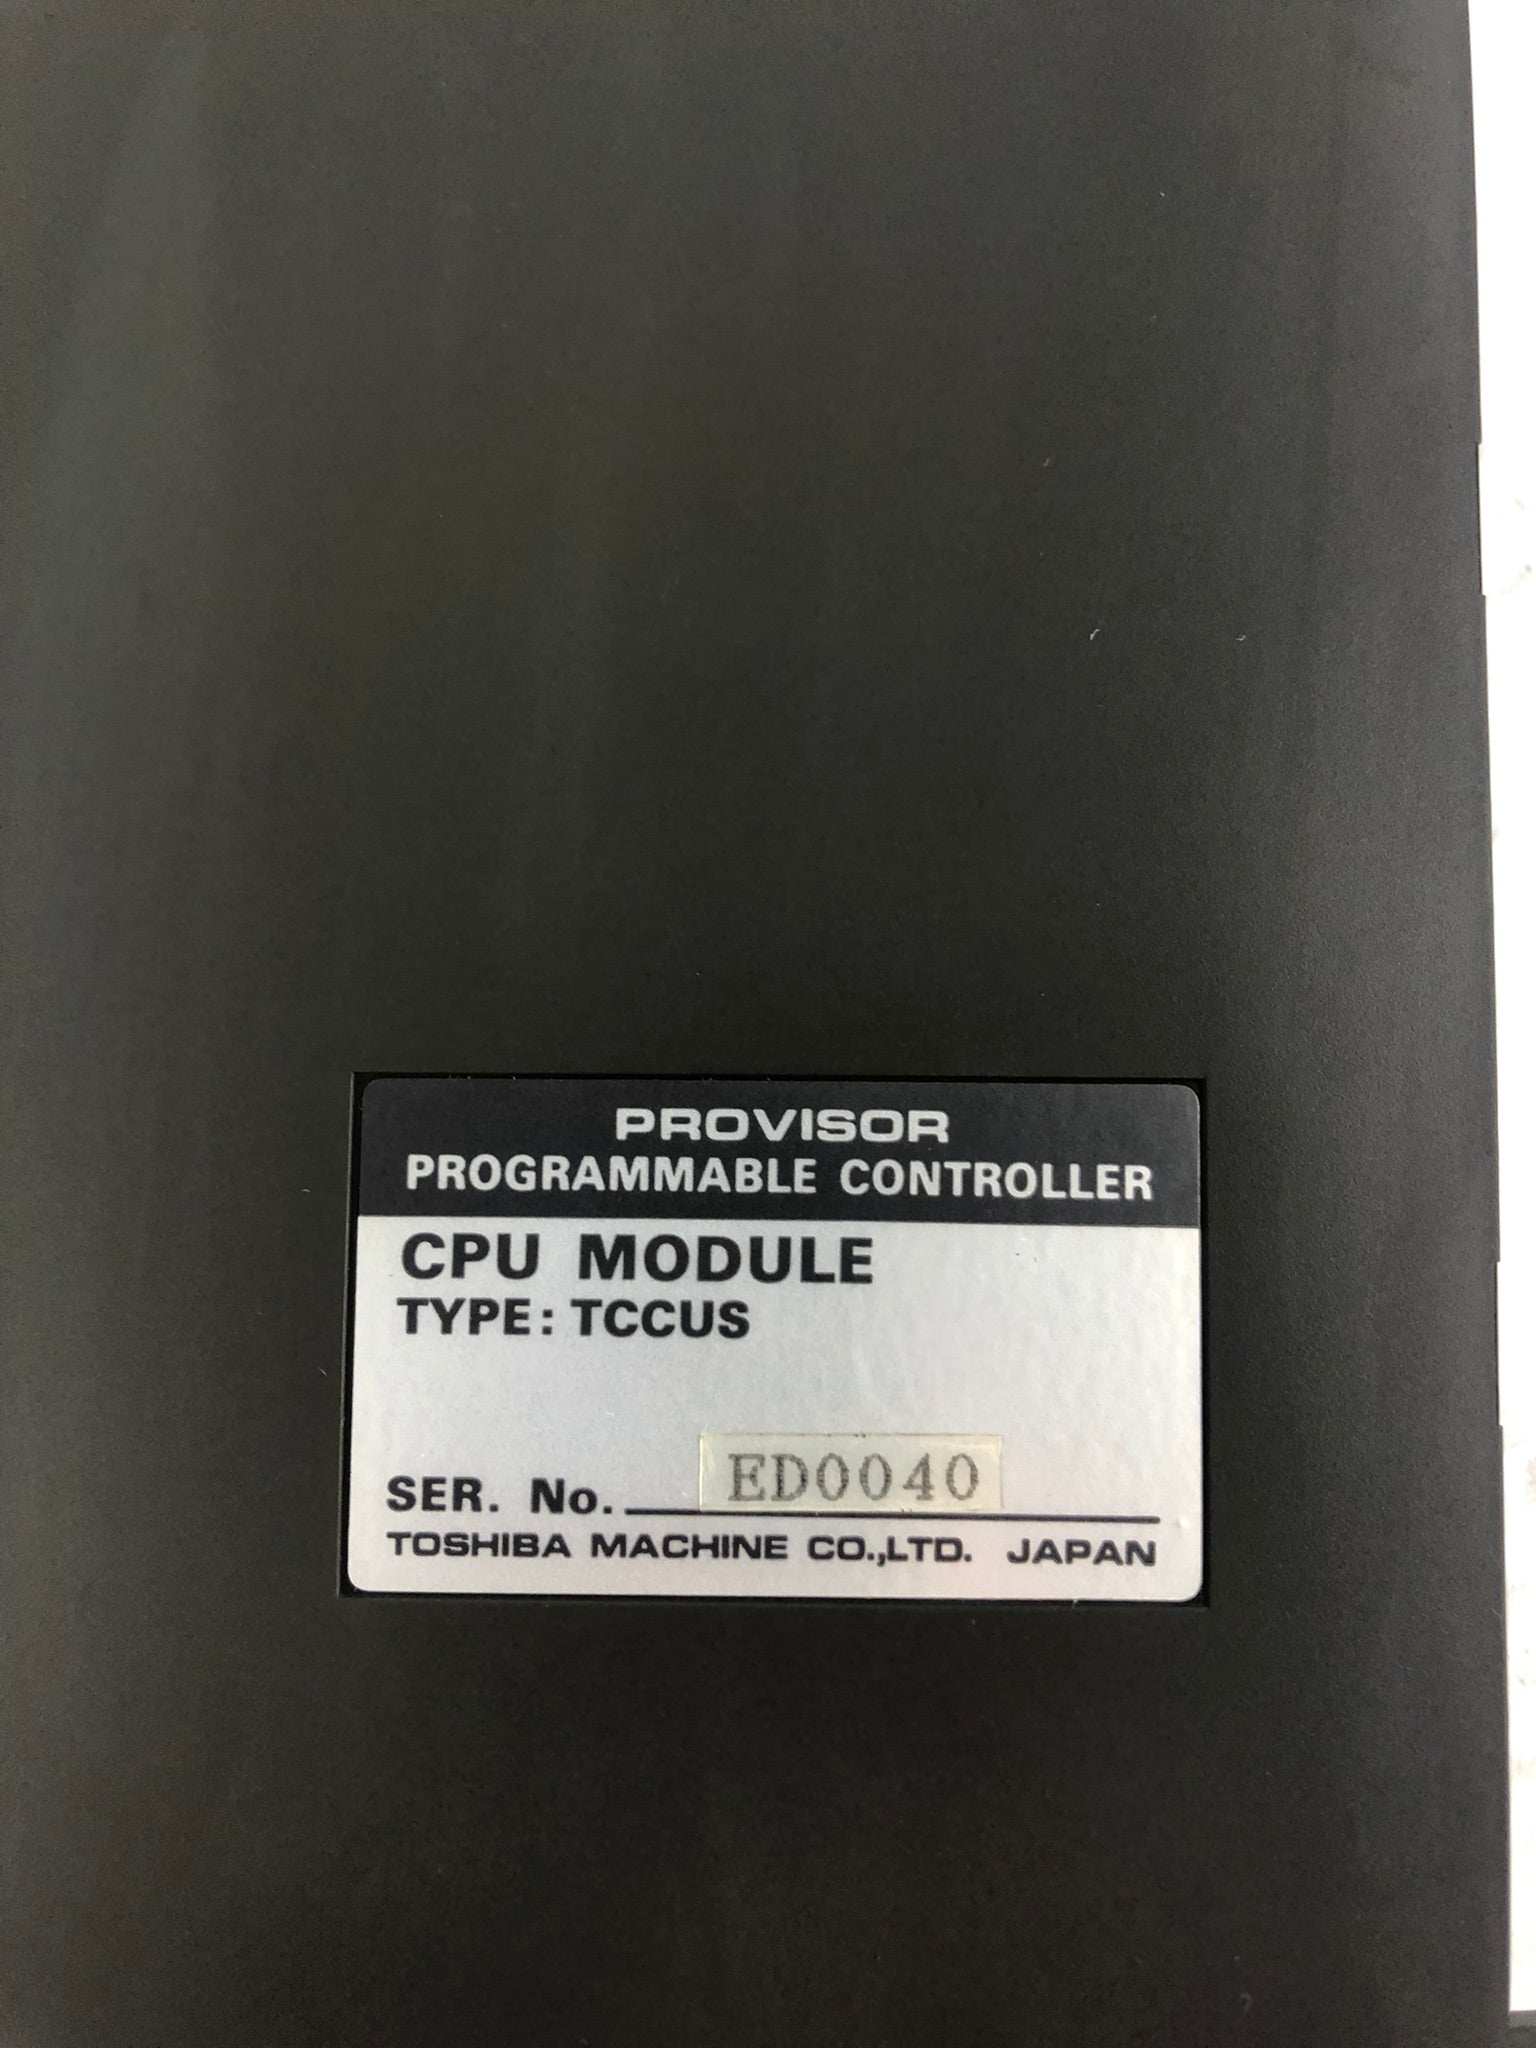 PROVISOR
PROGRAMMABLE CONTROLLER
CPU MODULE
TYPE: TCCUS
SER. No. ED0040
TOSHIBA MACHINE CO.,LTD. JAPAN